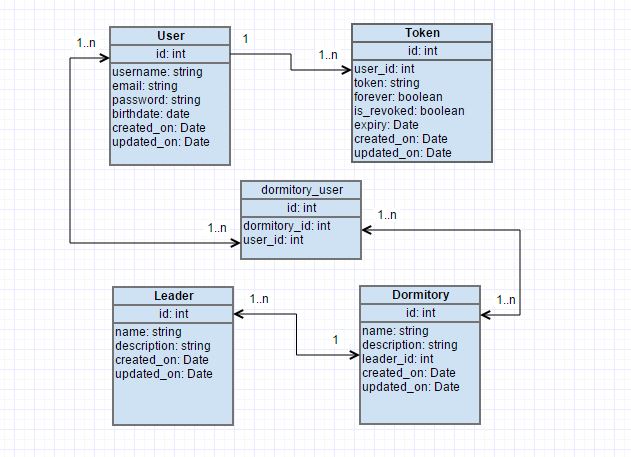 User
id: int
username: string
email: string
password: string
birthdate: date
created_on: Date
updated_on: Date
1..n
1
1..n
Token
id: int
user_id: int
token: string
forever: boolean
is_revoked: boolean
expiry: Date
created_on: Date
updated_on: Date
dormitory_user
id: int
dormitory_id: int
user_id: int
1..n
1..n
Leader
id: int
name: string
description: string
created_on: Date
updated_on: Date
1..n
1
1..n
Dormitory
id: int
name: string
description: string
leader_id: int
created_on: Date
updated_on: Date